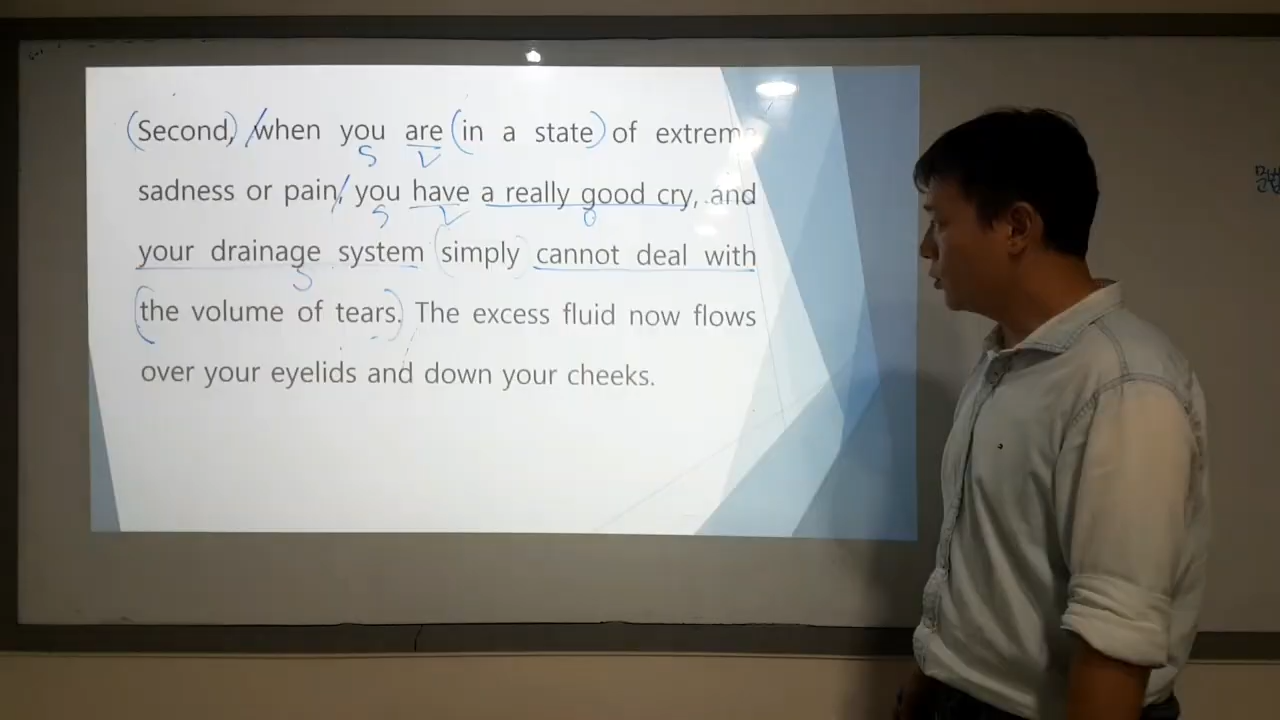 Second, when you are in a state of extreme
S V
sadness or pain, you have a really good cry, and
S V O
your drainage system simply cannot deal with
S
the volume of tears. The excess fluid now flows
over your eyelids and down your cheeks.